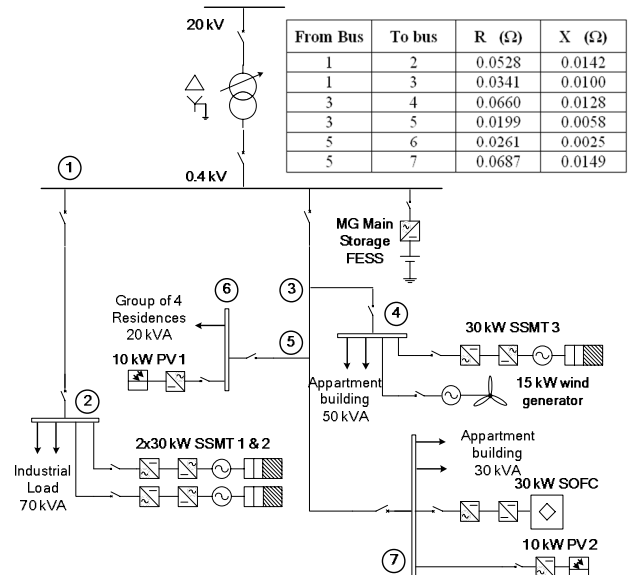 20 kV
From Bus To bus R (Ω) X (Ω)
1 2 0.0528 0.0142
1 3 0.0341 0.0100
3 4 0.0660 0.0128
3 5 0.0199 0.0058
5 6 0.0261 0.0025
5 7 0.0687 0.0149
1
0.4 kV
MG Main
Storage
FESS
6
3
Group of 4
Residences
20 kVA
4
30 kW SSMT 3
5
10 kW PV 1
Appartment
building
50 kVA
15 kW wind
generator
2
2x30 kW SSMT 1 & 2
Industrial
Load
70 kVA
Appartment
building
30 kVA
30 kW SOFC
10 kW PV 2
7